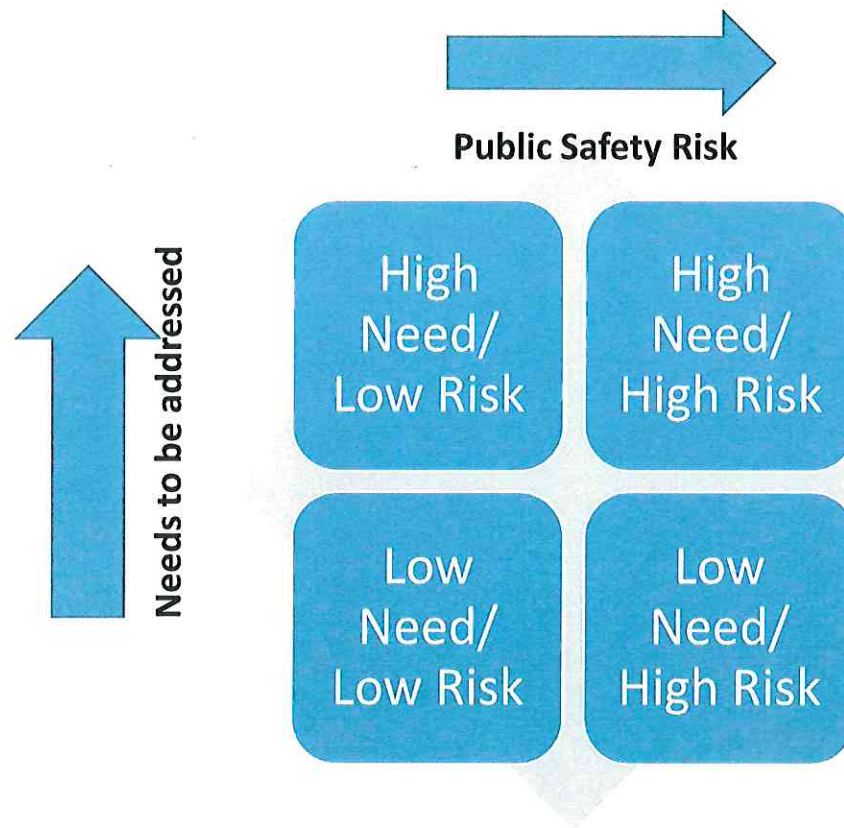 Public Safety Risk
Needs to be addressed
High
Need/
Low Risk
High
Need/
High Risk
Low
Need/
Low Risk
Low
Need/
High Risk